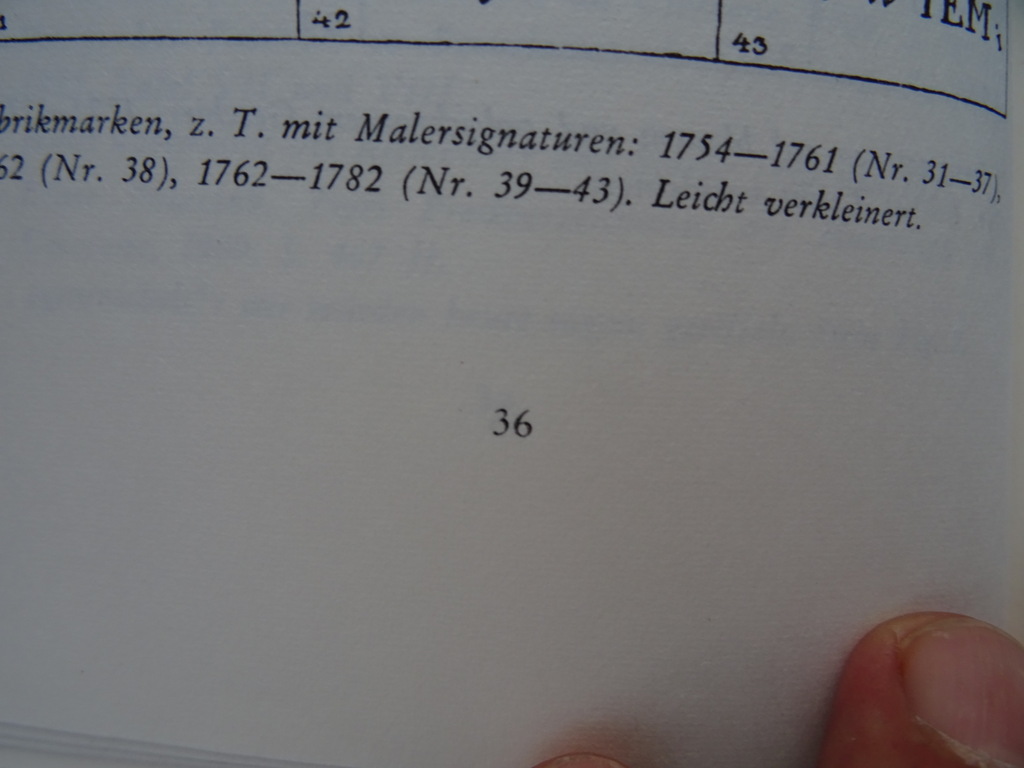 42
43
TEM;
brikmarken, z. T. mit Malersignaturen: 1754—1761 (Nr. 31—37),
62 (Nr. 38), 1762—1782 (Nr. 39—43). Leicht verkleinert.
36